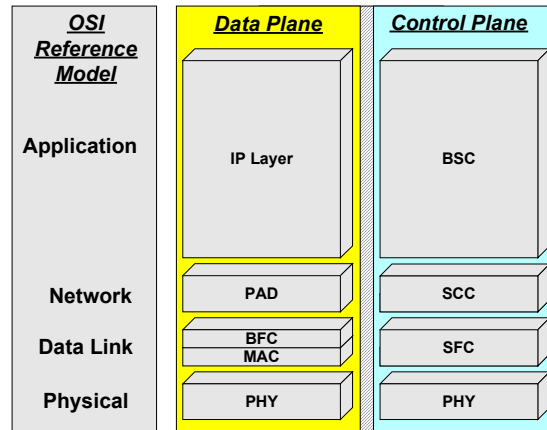 OSI
Reference
Model
Data Plane
Control Plane
Application
IP Layer
BSC
Network
PAD
SCC
Data Link
BFC
MAC
SFC
Physical
PHY
PHY